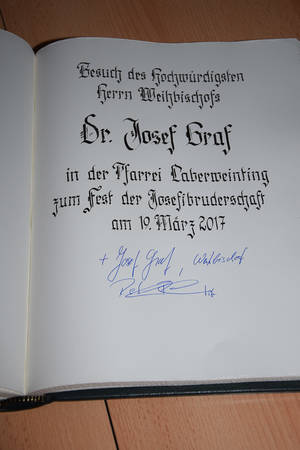 Besuch des Hochwürdigsten
Herrn Weihbischofs
Dr. Josef Graf
in der Pfarrei Laberweinting
zum Fest der Josefibruderschaft
am 19. März 2017
+ Josef Graf, Weihbischof